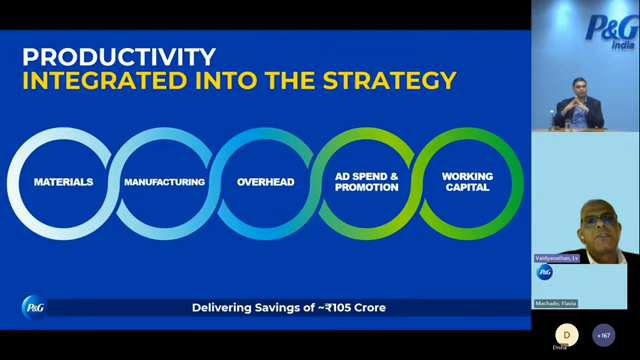 PRODUCTIVITY
INTEGRATED INTO THE STRATEGY
MATERIALS
MANUFACTURING
OVERHEAD
AD SPEND &
PROMOTION
WORKING
CAPITAL
P&G
Delivering Savings of ~₹105 Crore
P&G
India
Vaidyanathan, Lv
P&G
Machado, Flavia
D
Disha
+167